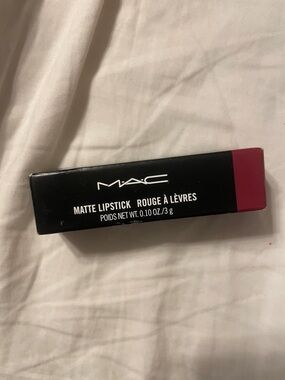 MAC
MATTE LIPSTICK ROUGE À LÈVRES
POIDS NET WT. 0.10 OZ./3 g